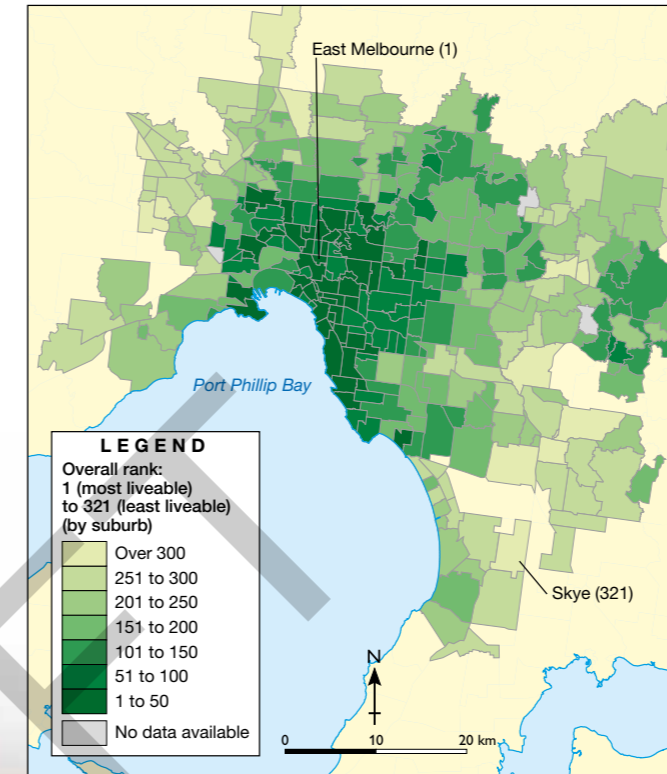 East Melbourne (1)
Port Phillip Bay
LEGEND
Overall rank:
1 (most liveable)
to 321 (least liveable)
(by suburb)
Over 300
251 to 300
201 to 250
151 to 200
101 to 150
51 to 100
1 to 50
No data available
Skye (321)
N
0 10 20 km